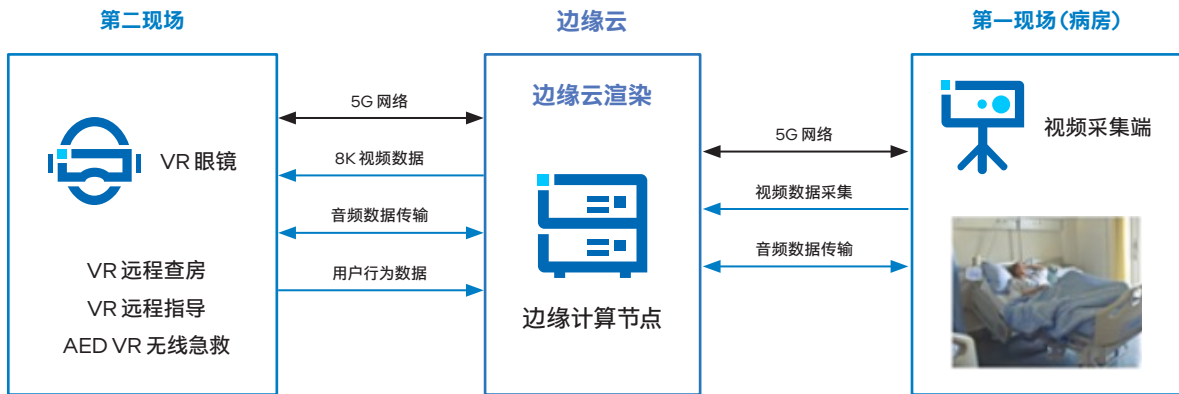 第二现场
边缘云
第一现场(病房)
VR 眼镜
VR 远程查房
VR 远程指导
AED VR 无线急救
5G 网络
8K 视频数据
音频数据传输
用户行为数据
边缘云渲染
边缘计算节点
5G 网络
视频数据采集
音频数据传输
视频采集端